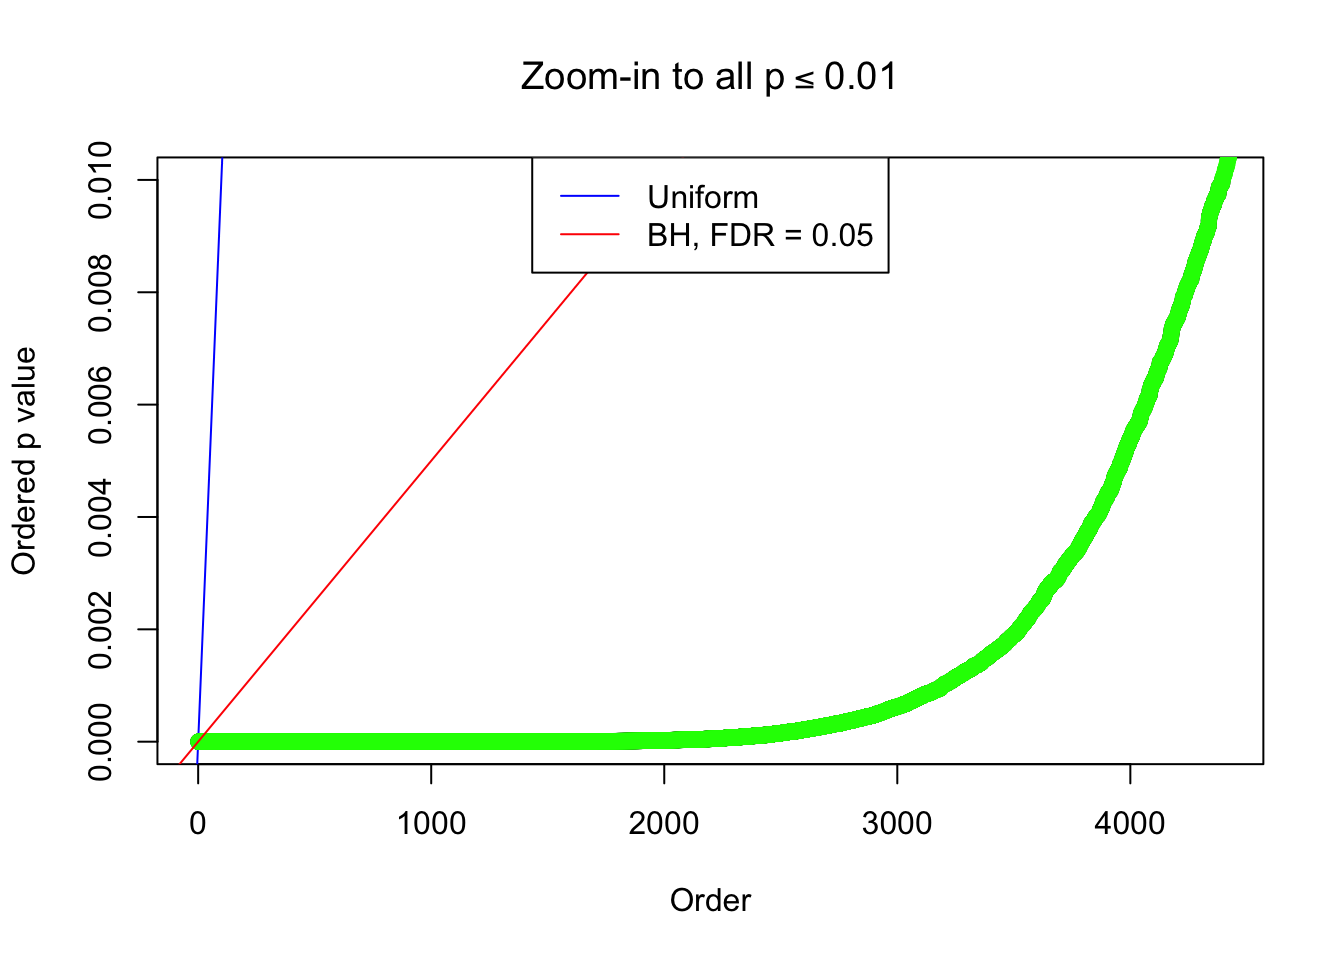 Zoom-in to all p ≤ 0.01
Uniform
BH, FDR = 0.05
Ordered p value
0.010
0.008
0.006
0.004
0.002
0.000
0 1000 2000 3000 4000
Order